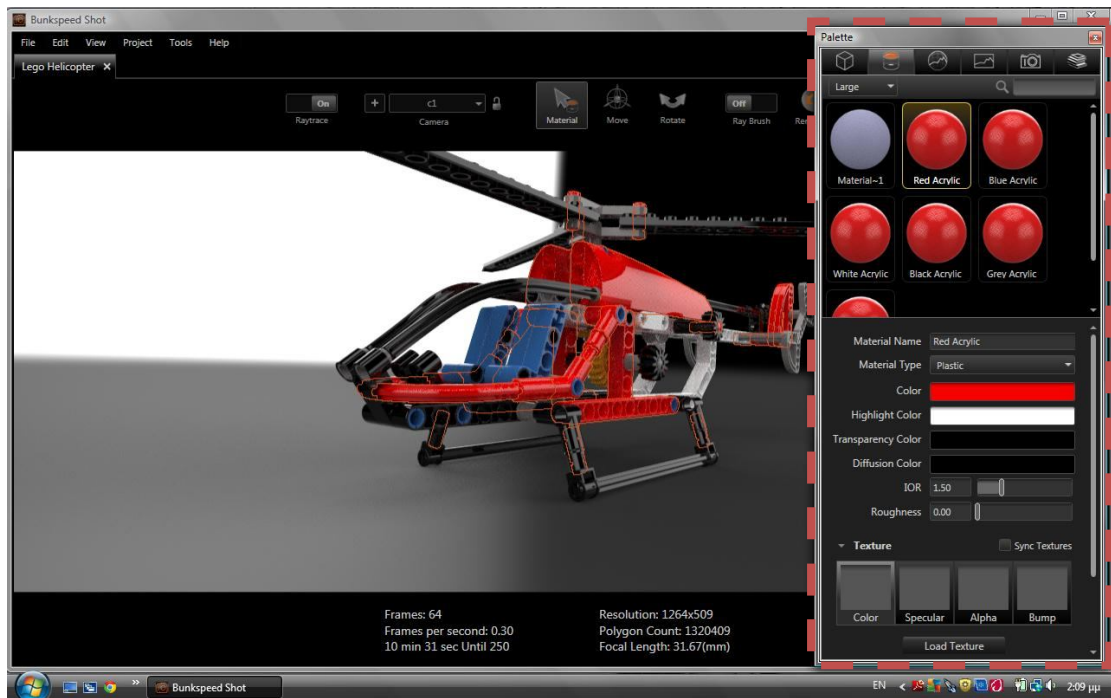 Bunkspeed Shot
File Edit View Project Tools Help
Lego Helicopter
On
Raytrace
c1
Camera
Material
Move
Rotate
Off
Ray Brush
Palette
Large
Material~1
Red Acrylic
Blue Acrylic
White Acrylic
Black Acrylic
Grey Acrylic
Material Name Red Acrylic
Material Type Plastic
Color
Highlight Color
Transparency Color
Diffusion Color
IOR 1.50
Roughness 0.00
Texture Sync Textures
Color Specular Alpha Bump
Load Texture
Frames: 64
Frames per second: 0.30
10 min 31 sec Until 250
Resolution: 1264x509
Polygon Count: 1320409
Focal Length: 31.67(mm)
Bunkspeed Shot
EN
2:09 μμ